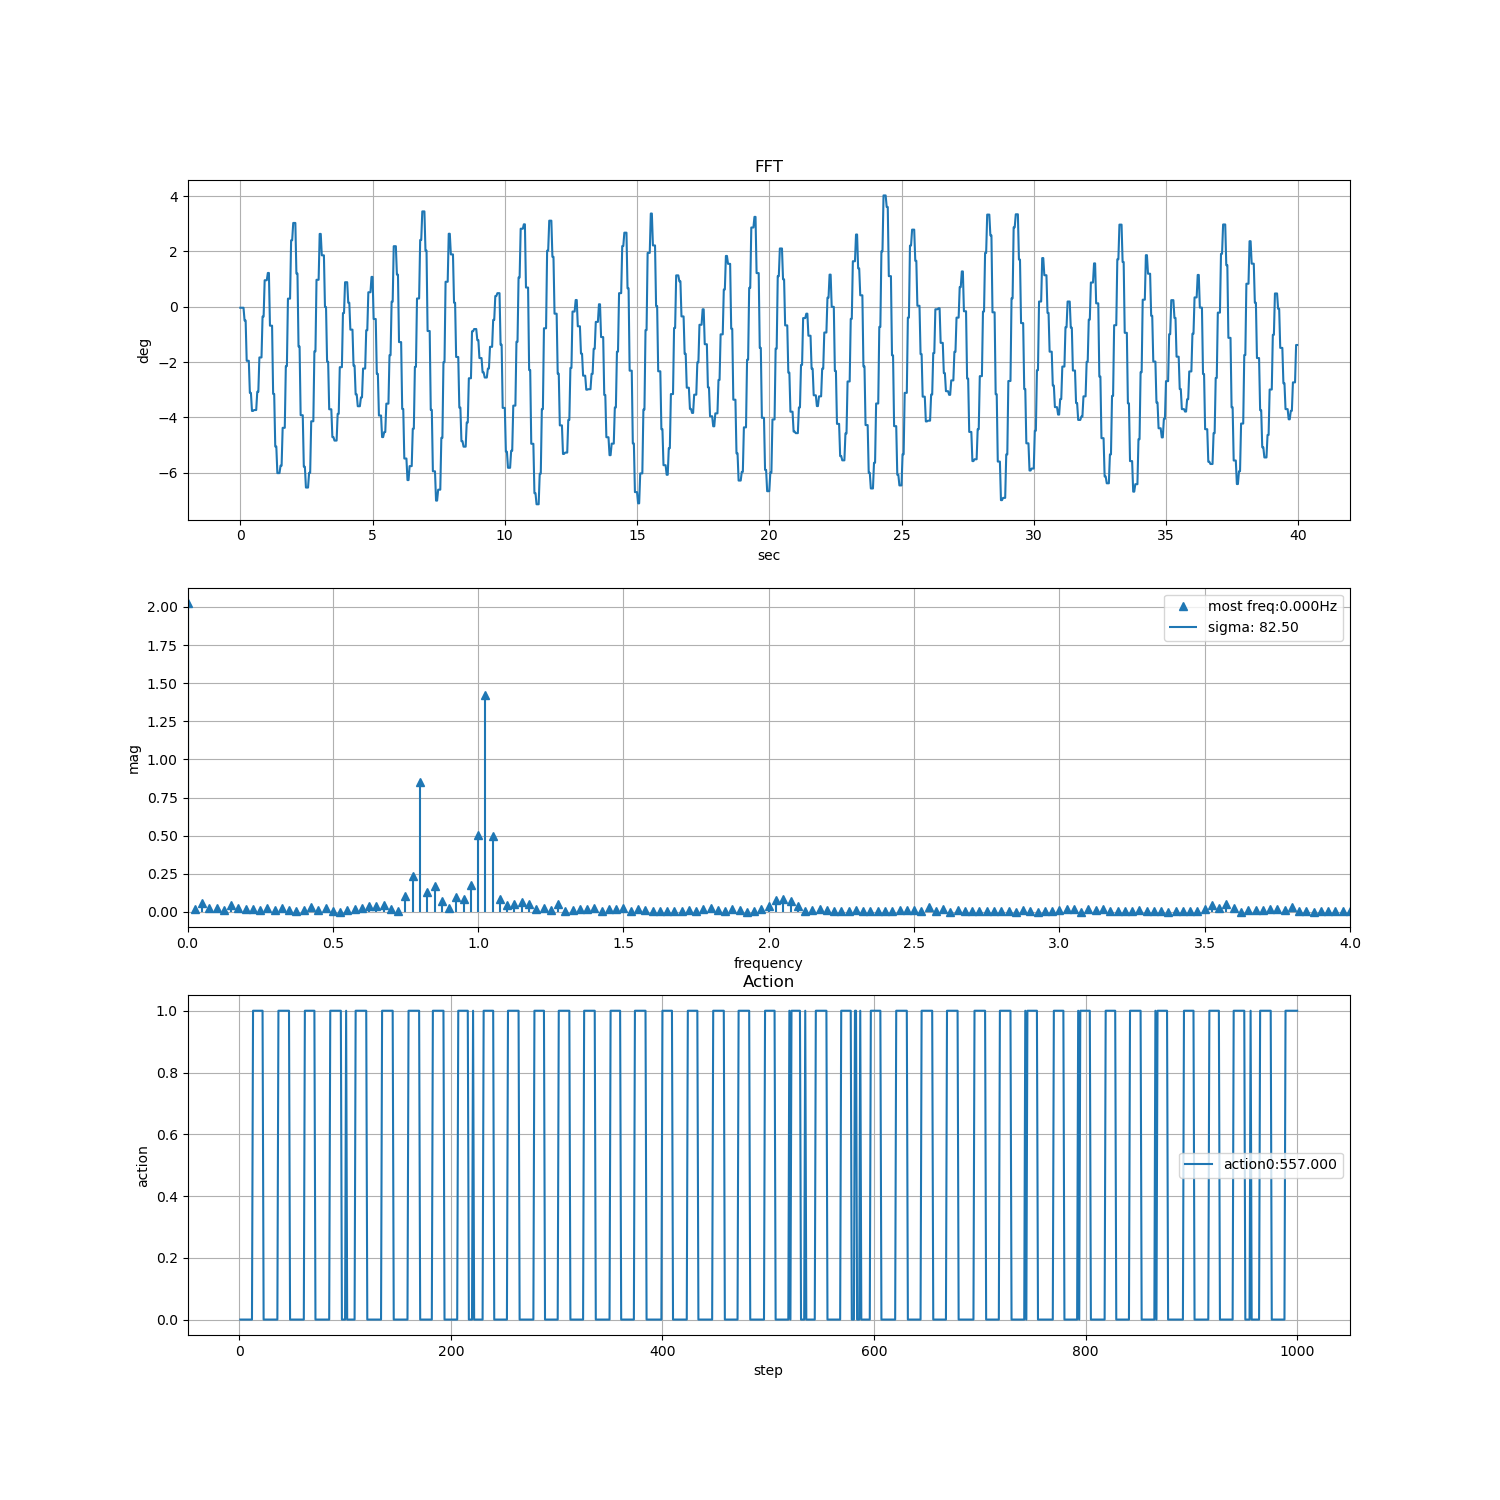 FFT
4
2
0
−2
−4
−6
deg
0 5 10 15 20 25 30 35 40
sec
2.00
1.75
1.50
1.25
1.00
0.75
0.50
0.25
0.00
mag
most freq:0.000Hz
sigma: 82.50
0.0 0.5 1.0 1.5 2.0 2.5 3.0 3.5 4.0
frequency
Action
1.0
0.8
0.6
0.4
0.2
0.0
action
action0:557.000
0 200 400 600 800 1000
step